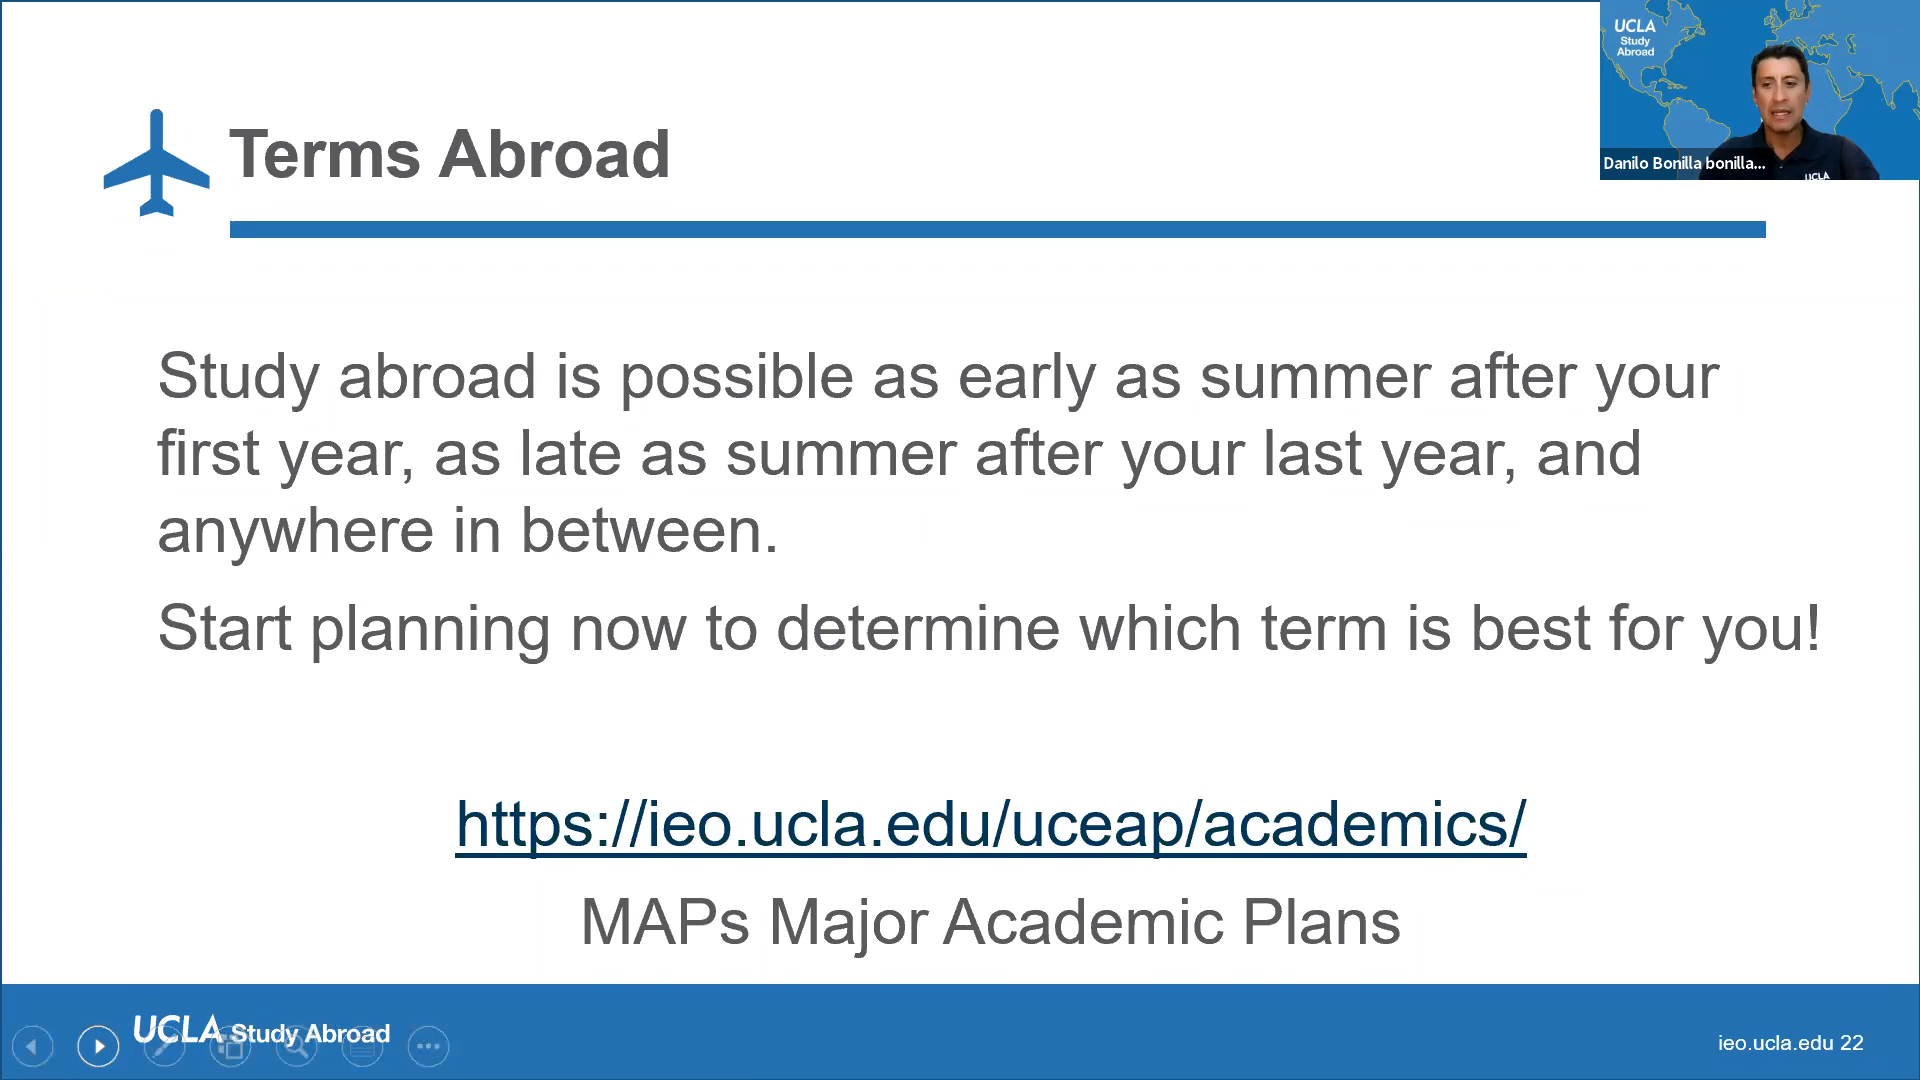 UCLA
Study
Abroad
Danilo Bonilla bonilla...
UCLA
Terms Abroad
Study abroad is possible as early as summer after your
first year, as late as summer after your last year, and
anywhere in between.
Start planning now to determine which term is best for you!
https://ieo.ucla.edu/uceap/academics/
MAPs Major Academic Plans
UCLA Study Abroad
ieo.ucla.edu 22